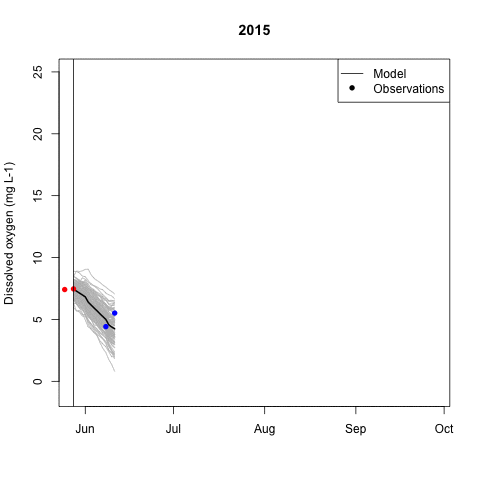 2015
Model
Observations
Dissolved oxygen (mg L-1)
25
20
15
10
5
0
Jun
Jul
Aug
Sep
Oct